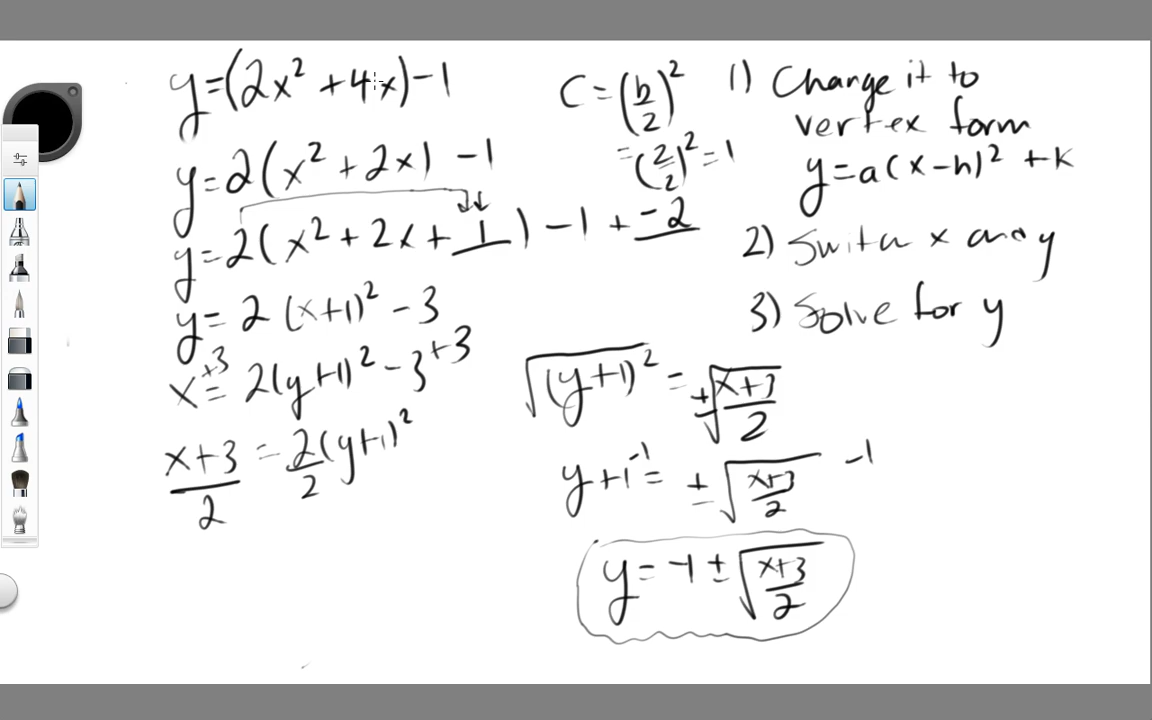 y=(2x² +4x)-1
y=2(x² +2x) -1
y=2(x²+2x+1) -1 + -2
y= 2 (x+1)² -3
x+3= 2(y+1)² -3+3
x+3/2 = 2/2(y+1)²
C=(b/2)²
=(2/2)²=1
1) Change it to
vertex form
y=a(x-h)² +k
2) Switch x and y
3) Solve for y
√(y+1)² = ±√x+3/2
y+1-1= ±√x+3/2 -1
y=-1±√x+3/2